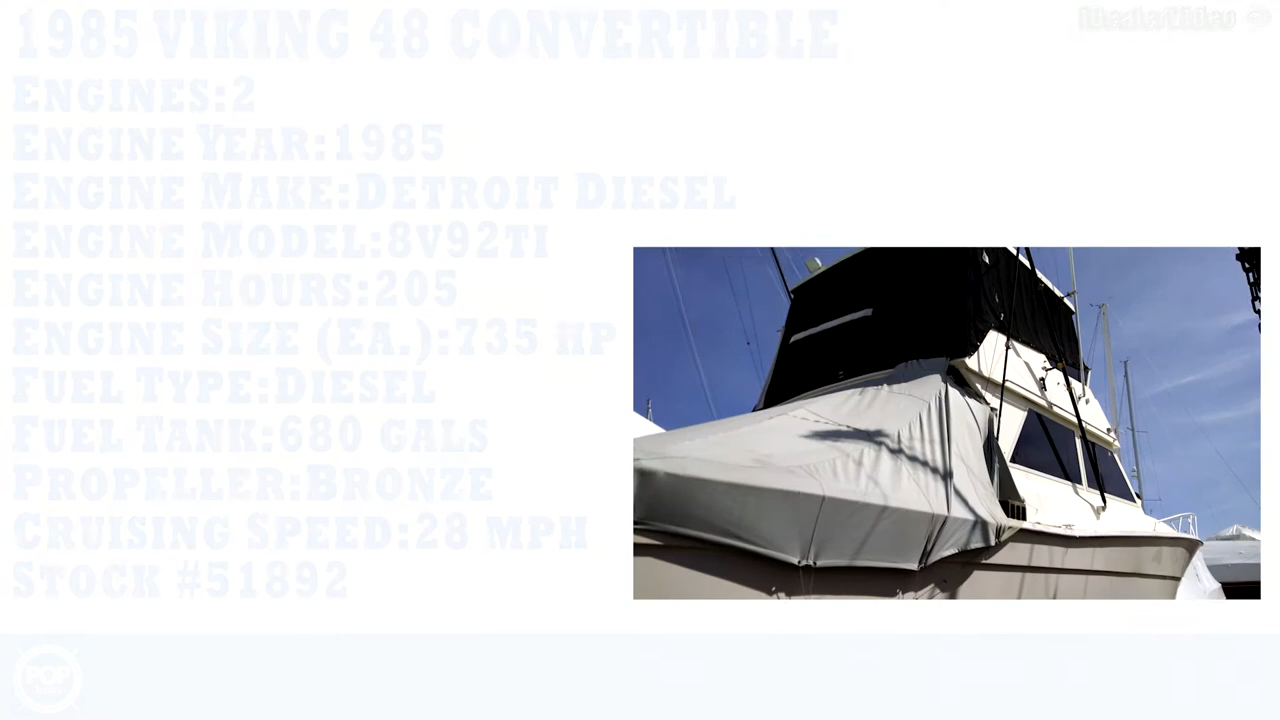 1985 VIKING 48 CONVERTIBLE
ENGINES:2
ENGINE YEAR:1985
ENGINE MAKE:DETROIT DIESEL
ENGINE MODEL:8V92TI
ENGINE HOURS:205
ENGINE SIZE (EA.):735 HP
FUEL TYPE:DIESEL
FUEL TANK:680 GALS
PROPELLER:BRONZE
CRUISING SPEED:28 MPH
STOCK #51892
POP